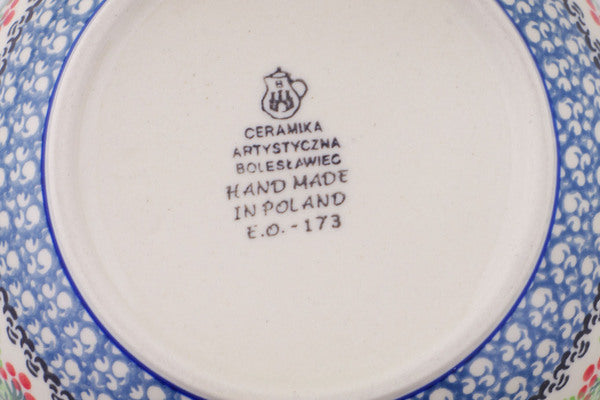 CERAMIKA
ARTYSTYCZNA
BOLESŁAWIEC
HAND MADE
IN POLAND
E.O.-173